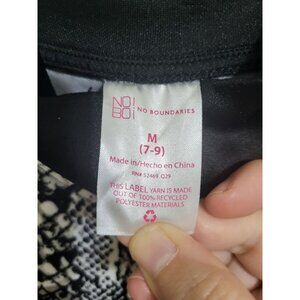 NO!
BO!
NO BOUNDARIES
M
(7-9)
Made in/Hecho en China
RN# 52469 029
THIS LABEL YARN IS MADE
OUT OF 100% RECYCLED
POLYESTER MATERIALS